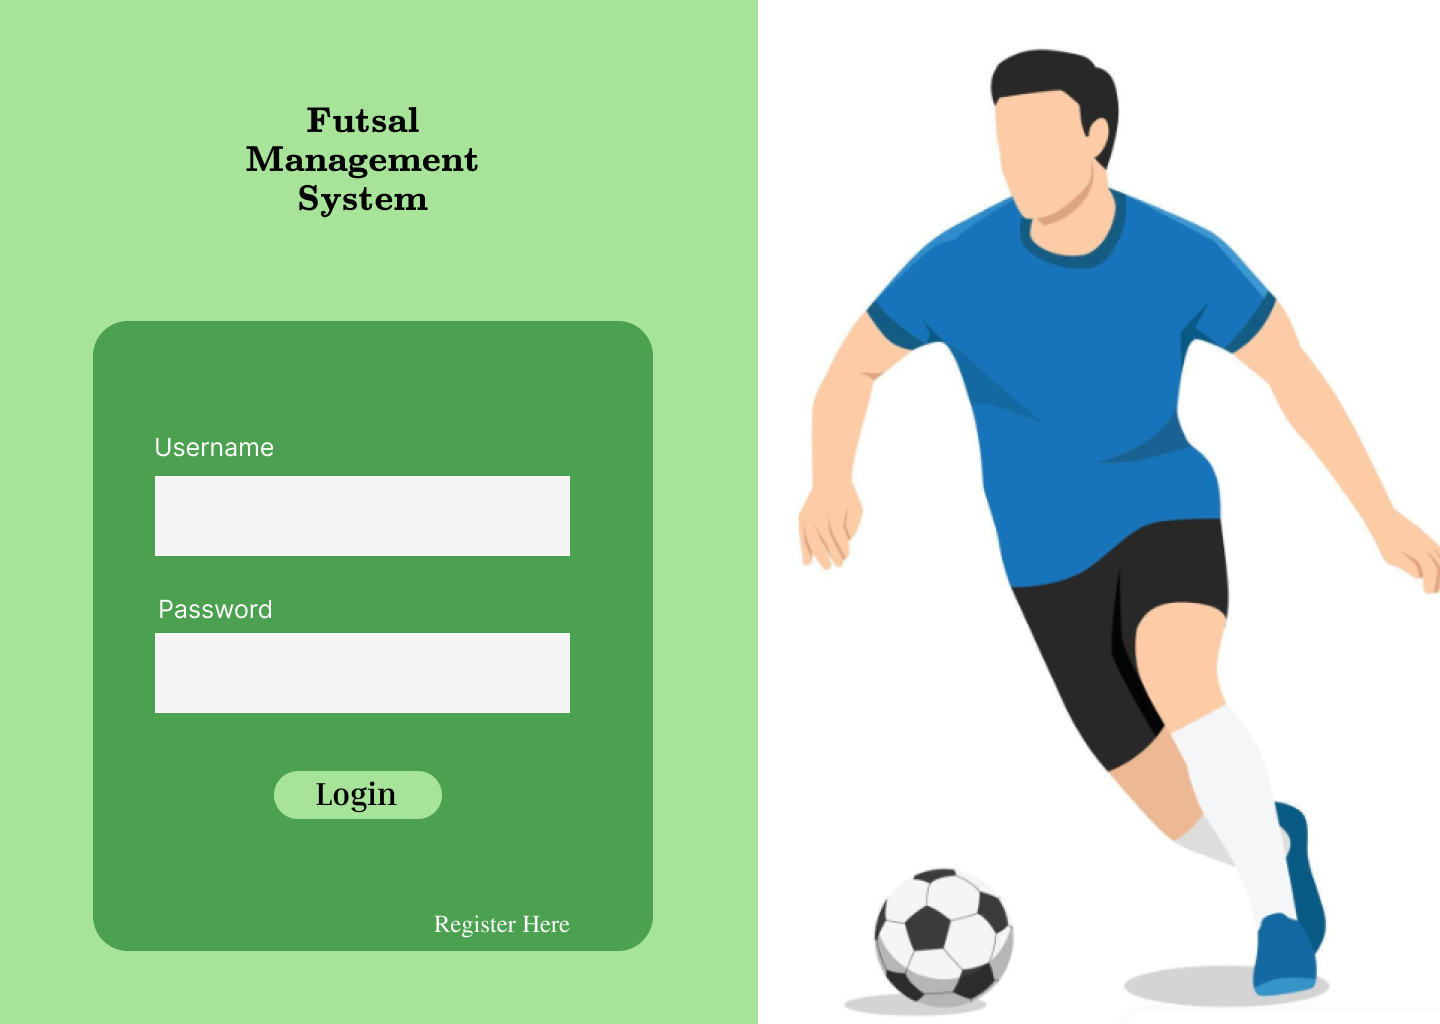 Futsal
Management
System
Username
Password
Login
Register Here